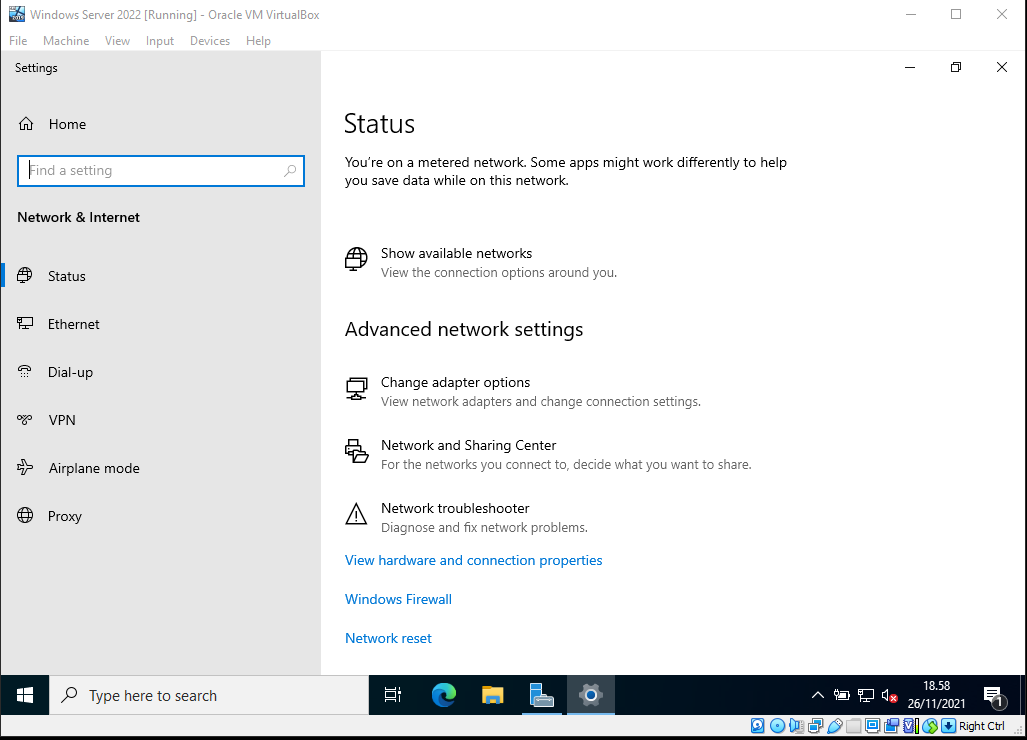 Windows Server 2022 [Running] - Oracle VM VirtualBox
File Machine View Input Devices Help
Settings
Home
Find a setting
Network & Internet
Status
Ethernet
Dial-up
VPN
Airplane mode
Proxy
Status
You're on a metered network. Some apps might work differently to help
you save data while on this network.
Show available networks
View the connection options around you.
Advanced network settings
Change adapter options
View network adapters and change connection settings.
Network and Sharing Center
For the networks you connect to, decide what you want to share.
Network troubleshooter
Diagnose and fix network problems.
View hardware and connection properties
Windows Firewall
Network reset
Type here to search
18.58
26/11/2021
1
Right Ctrl